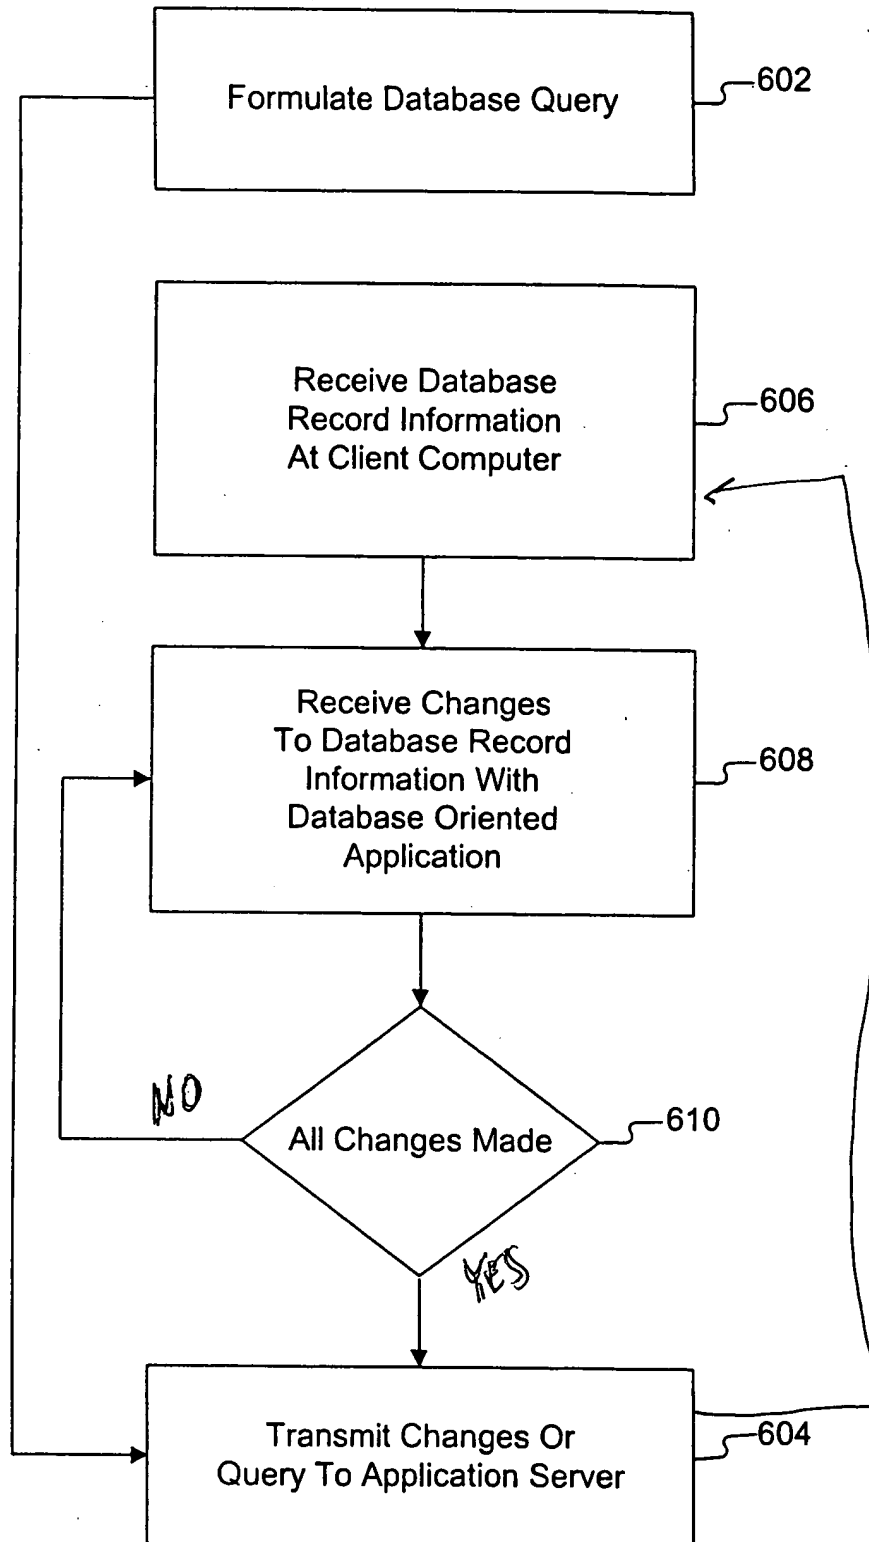 Formulate Database Query
602
Receive Database
Record Information
At Client Computer
606
Receive Changes
To Database Record
Information With
Database Oriented
Application
608
NO
All Changes Made
610
YES
Transmit Changes Or
Query To Application Server
604